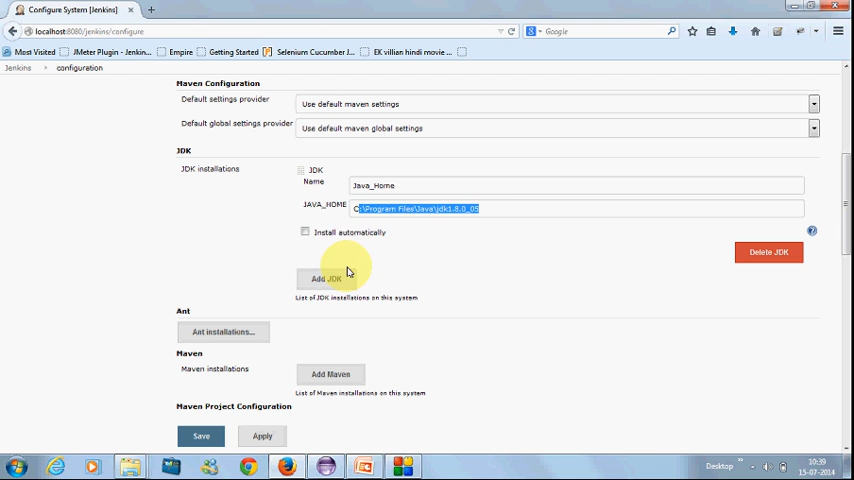 Configure System [Jenkins]
localhost:8080/jenkins/configure
Google
Most Visited
JMeter Plugin - Jenkin...
Empire
Getting Started
Selenium Cucumber J...
EK villian hindi movie ...
Jenkins
configuration
Maven Configuration
Default settings provider
Use default maven settings
Default global settings provider
Use default maven global settings
JDK
JDK installations
JDK
Name
Java_Home
JAVA_HOME
C:\Program Files\Java\jdk1.8.0_05
Install automatically
Delete JDK
Add JDK
List of JDK installations on this system
Ant
Ant installations...
Maven
Maven installations
Add Maven
List of Maven installations on this system
Maven Project Configuration
Save
Apply
Desktop
10:39
15-07-2014